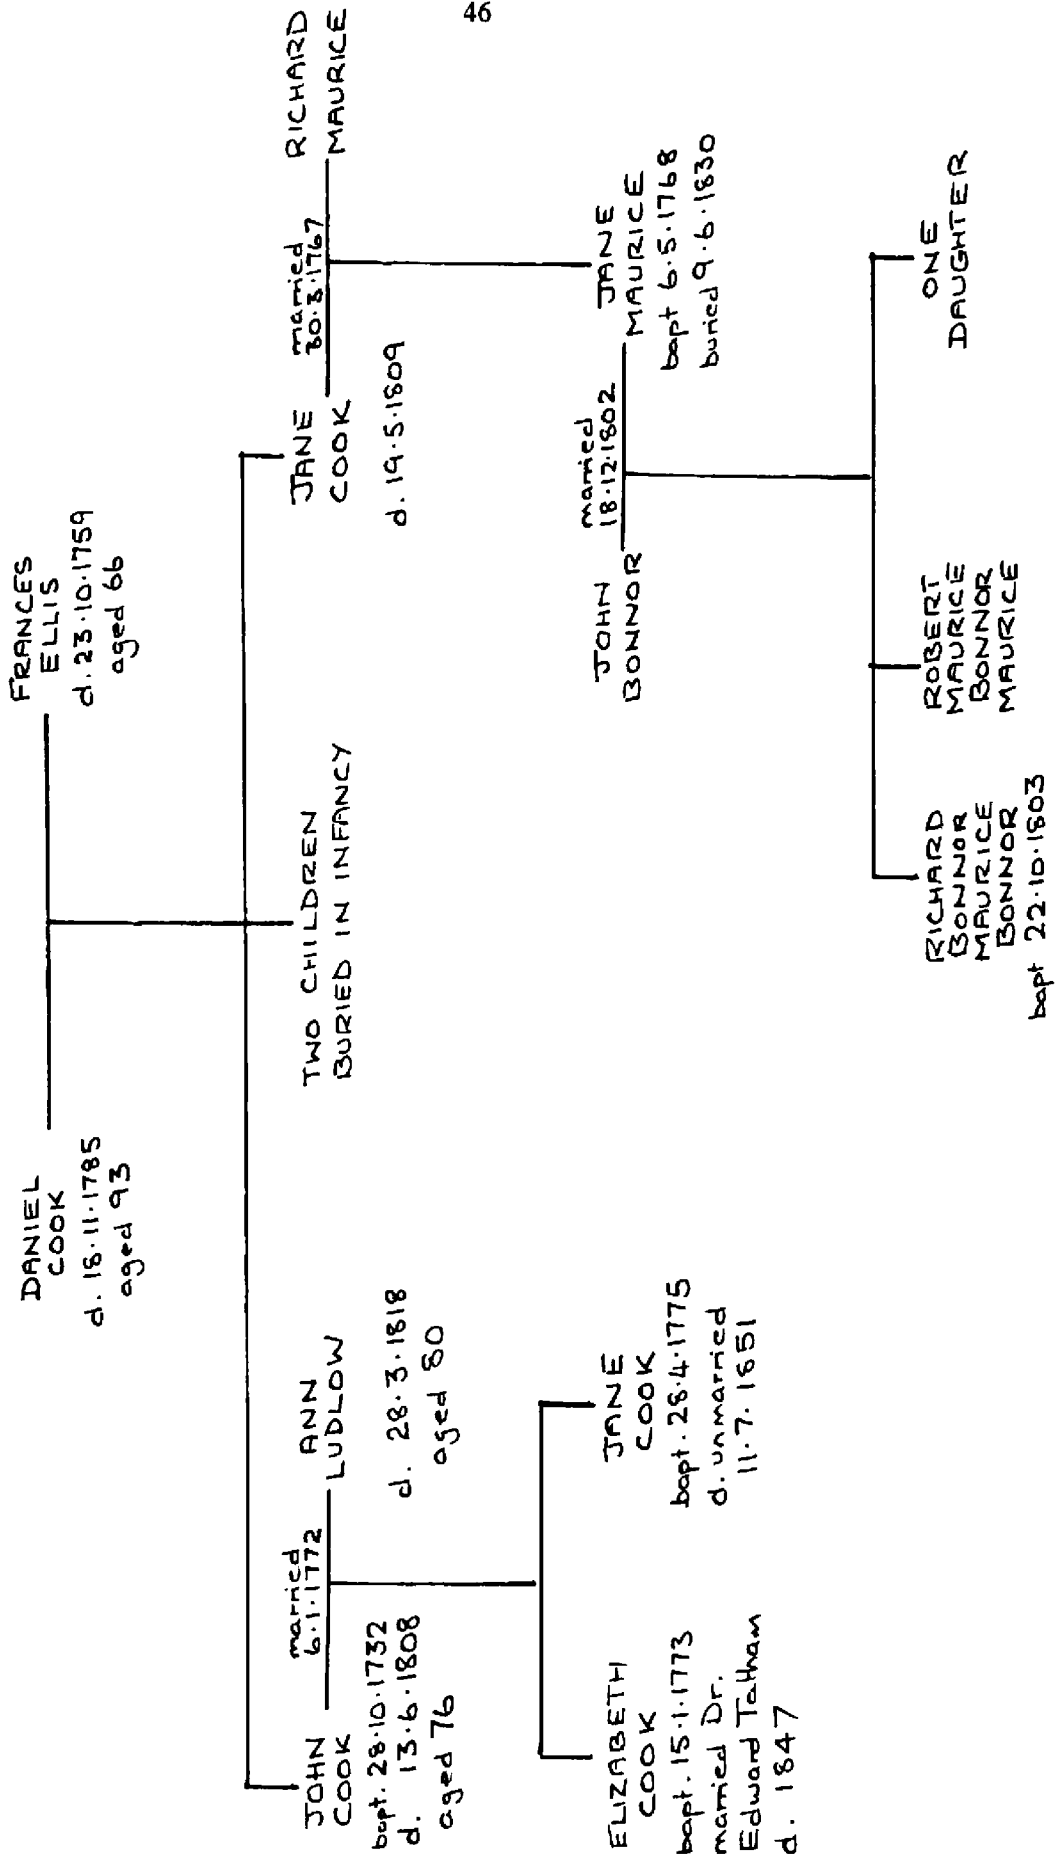 46
DANIEL
COOK
d. 18.11.1785
aged 93
FRANCES
ELLIS
d. 23.10.1759
aged 66
JOHN
COOK
bapt. 28.10.1732
d. 13.6.1808
aged 76
married
6.1.1772
ANN
LUDLOW
d. 28.3.1818
aged 80
TWO CHILDREN
BURIED IN INFANCY
JANE
COOK
d. 19.5.1809
married
30.3.1767
RICHARD
MAURICE
ELIZABETH
COOK
bapt. 15.1.1773
married Dr.
Edward Tatham
d. 1847
JANE
COOK
bapt. 28.4.1775
d. unmarried
11.7.1851
JOHN
BONNOR
married
18.12.1802
JANE
MAURICE
bapt 6.5.1768
buried 9.6.1830
RICHARD
BONNOR
MAURICE
BONNOR
bapt 22.10.1803
ROBERT
MAURICE
BONNOR
MAURICE
ONE
DAUGHTER